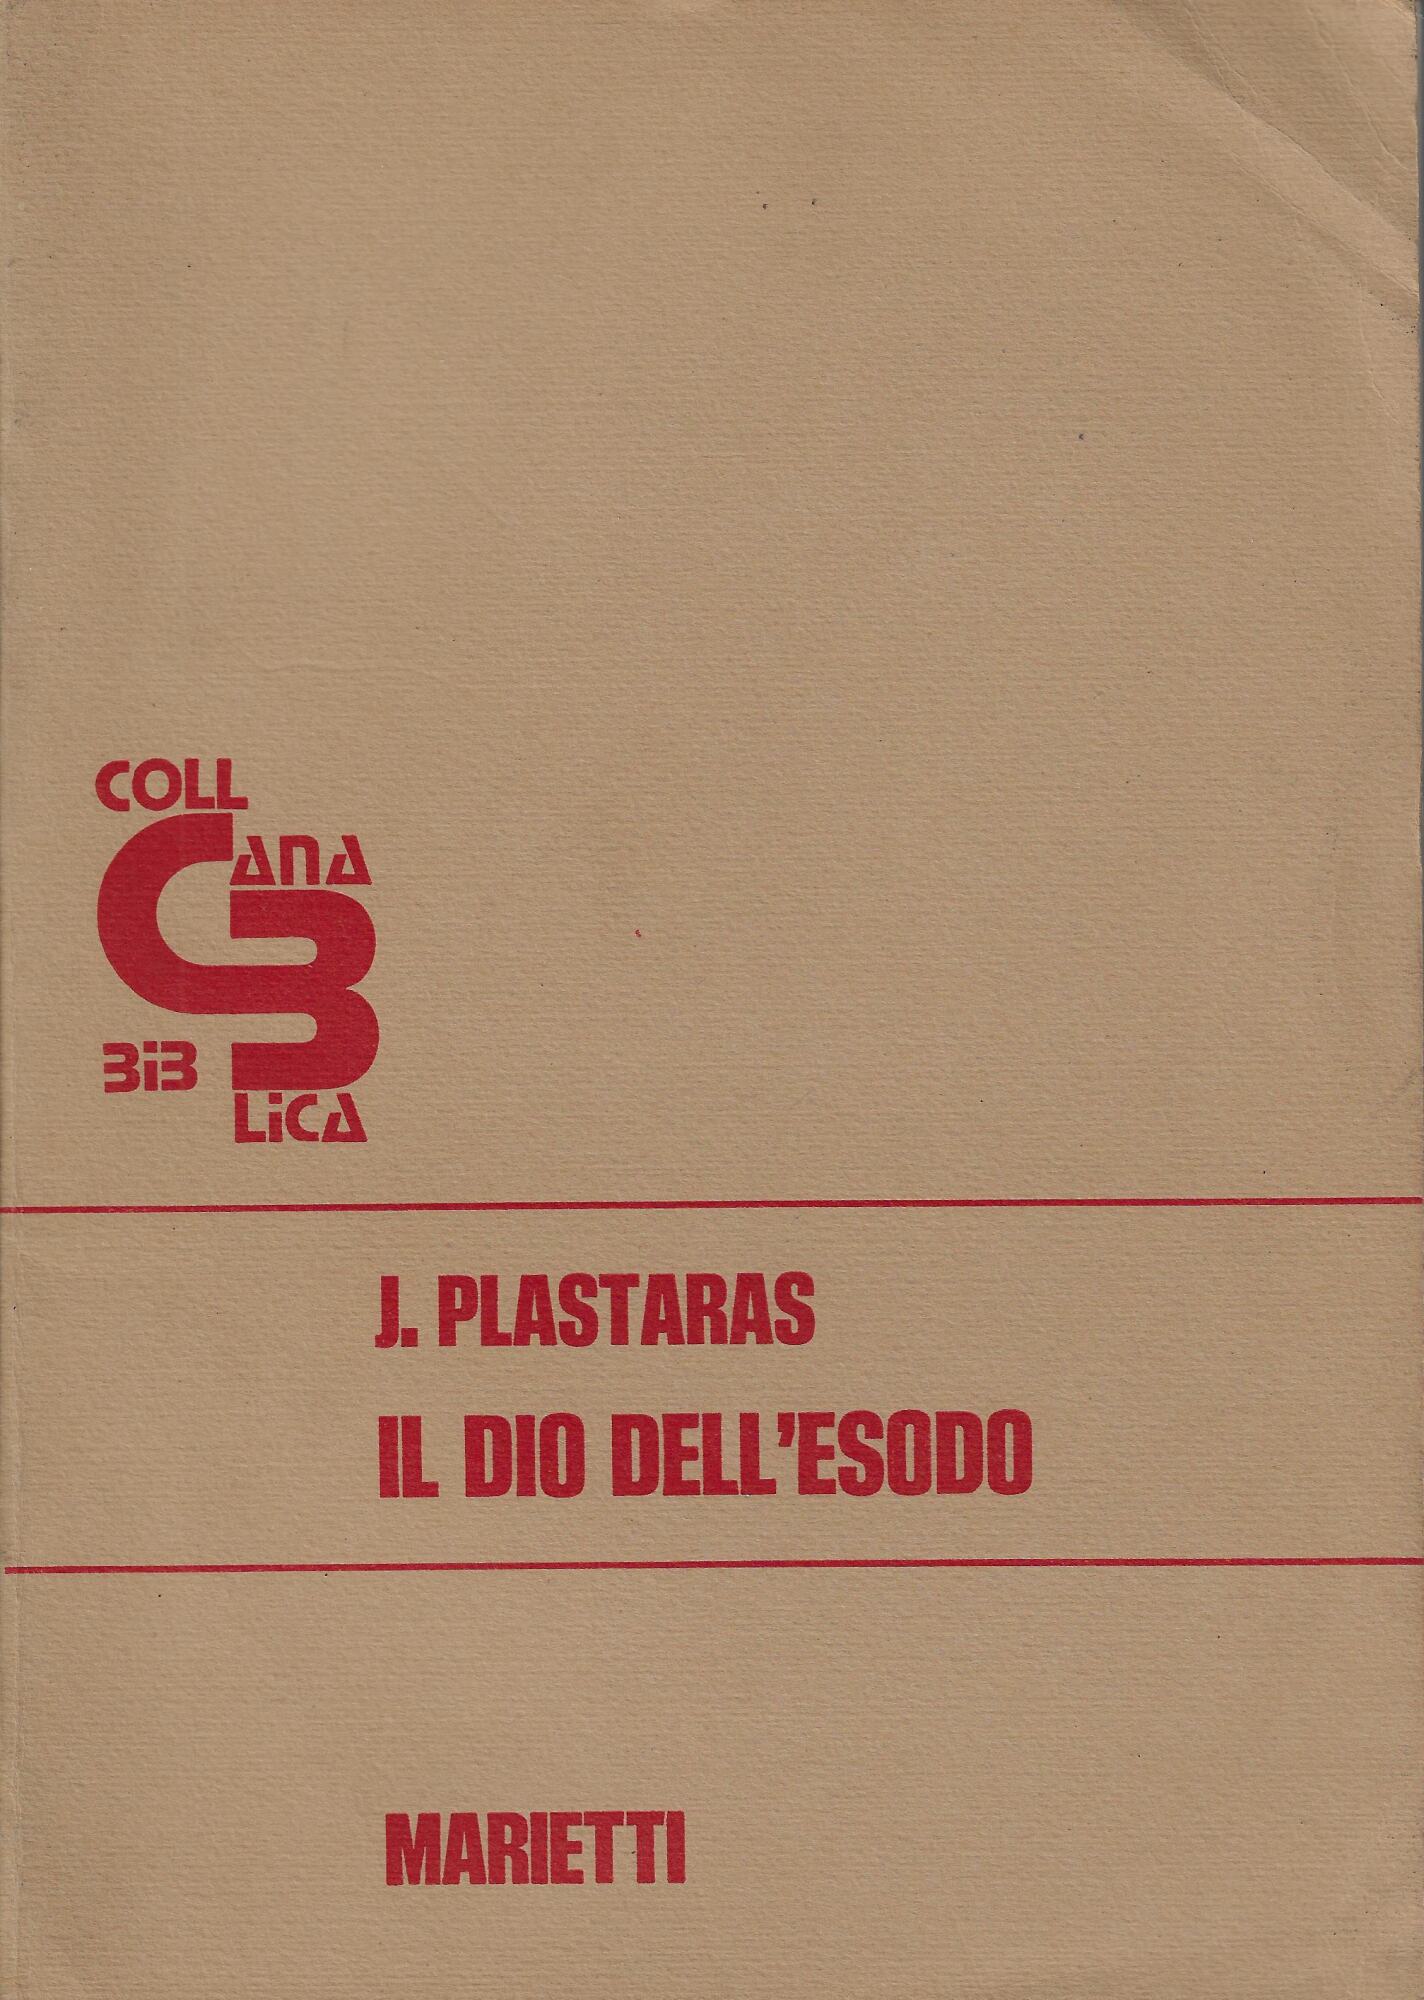 COLL
ANA
BiB
LiCA
J. PLASTARAS
IL DIO DELL'ESODO
MARIETTI